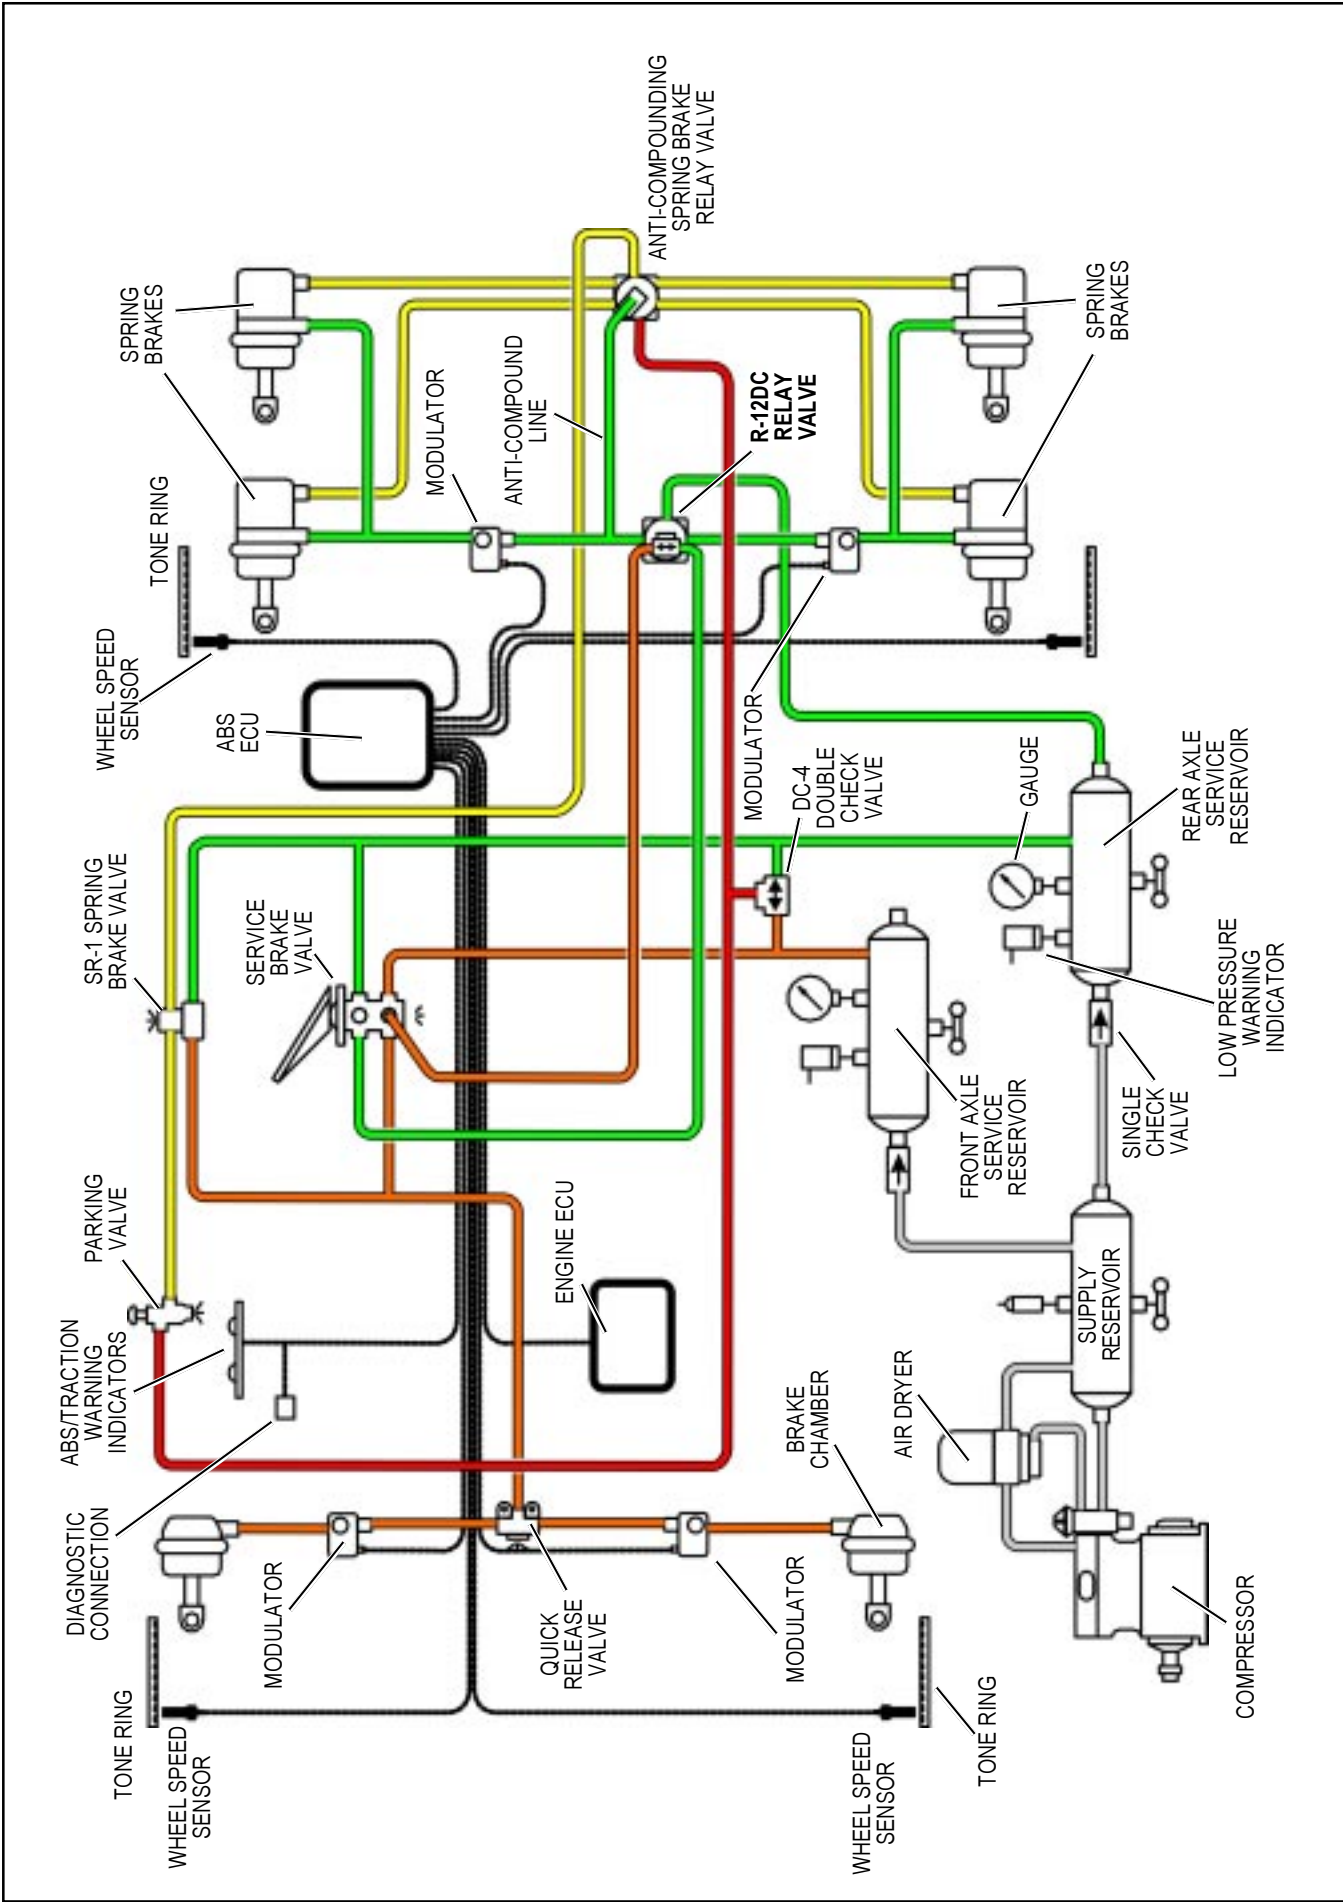 TONE RING
WHEEL SPEED
SENSOR
DIAGNOSTIC
CONNECTION
MODULATOR
QUICK
RELEASE
VALVE
MODULATOR
WHEEL SPEED
SENSOR
TONE RING
ABS/TRACTION
WARNING
INDICATORS
PARKING
VALVE
ENGINE ECU
BRAKE
CHAMBER
AIR DRYER
COMPRESSOR
SUPPLY
RESERVOIR
SR-1 SPRING
BRAKE VALVE
SERVICE
BRAKE
VALVE
FRONT AXLE
SERVICE
RESERVOIR
SINGLE
CHECK
VALVE
LOW PRESSURE
WARNING
INDICATOR
WHEEL SPEED
SENSOR
ABS
ECU
MODULATOR
DC-4
DOUBLE
CHECK
VALVE
GAUGE
REAR AXLE
SERVICE
RESERVOIR
TONE RING
SPRING
BRAKES
MODULATOR
ANTI-COMPOUND
LINE
R-12DC
RELAY
VALVE
ANTI-COMPOUNDING
SPRING BRAKE
RELAY VALVE
SPRING
BRAKES